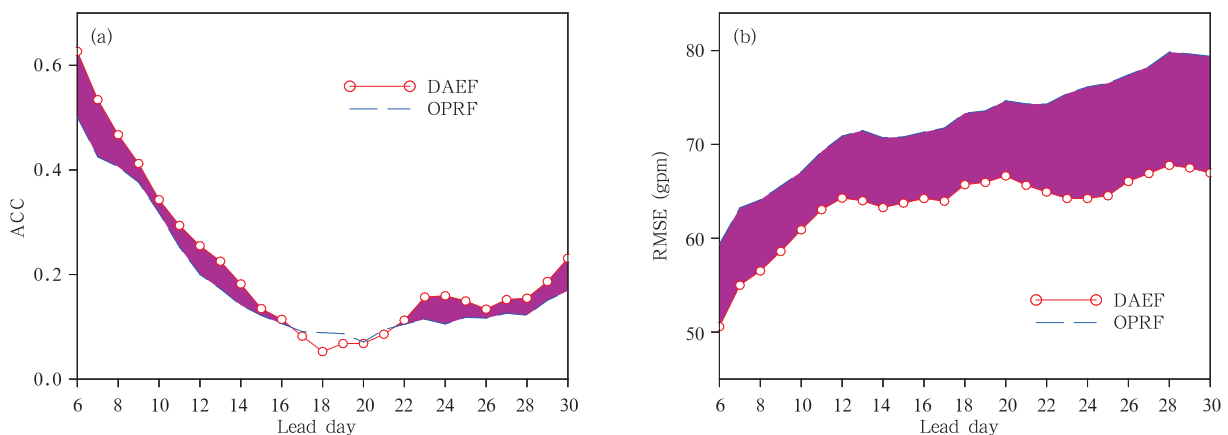 (a)
0.6
0.4
0.2
0.0
ACC
DAEF
OPRF
6 8 10 12 14 16 18 20 22 24 26 28 30
Lead day
(b)
80
70
60
50
RMSE (gpm)
DAEF
OPRF
6 8 10 12 14 16 18 20 22 24 26 28 30
Lead day